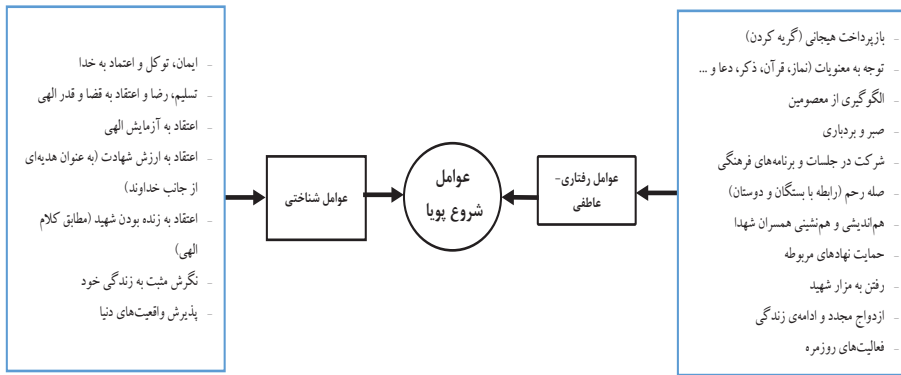 - بازپرداخت هیجانی (گریه کردن)
- توجه به معنویات (نماز، قرآن، ذکر، دعا و ...
- الگوگیری از معصومین
- صبر و بردباری
- شرکت در جلسات و برنامه‌های فرهنگی
- صله رحم (رابطه با بستگان و دوستان)
- هم‌اندیشی و هم‌نشینی همسران شهدا
- حمایت نهادهای مربوطه
- رفتن به مزار شهید
- ازدواج مجدد و ادامه‌ی زندگی
- فعالیت‌های روزمره
عوامل رفتاری-
عاطفی
عوامل
شروع پویا
عوامل شناختی
- ایمان، توکل و اعتماد به خدا
- تسلیم، رضا و اعتقاد به قضا و قدر الهی
- اعتقاد به آزمایش الهی
- اعتقاد به ارزش شهادت (به عنوان هدیه‌ای
از جانب خداوند)
- اعتقاد به زنده بودن شهید (مطابق کلام
الهی)
- نگرش مثبت به زندگی خود
- پذیرش واقعیت‌های دنیا